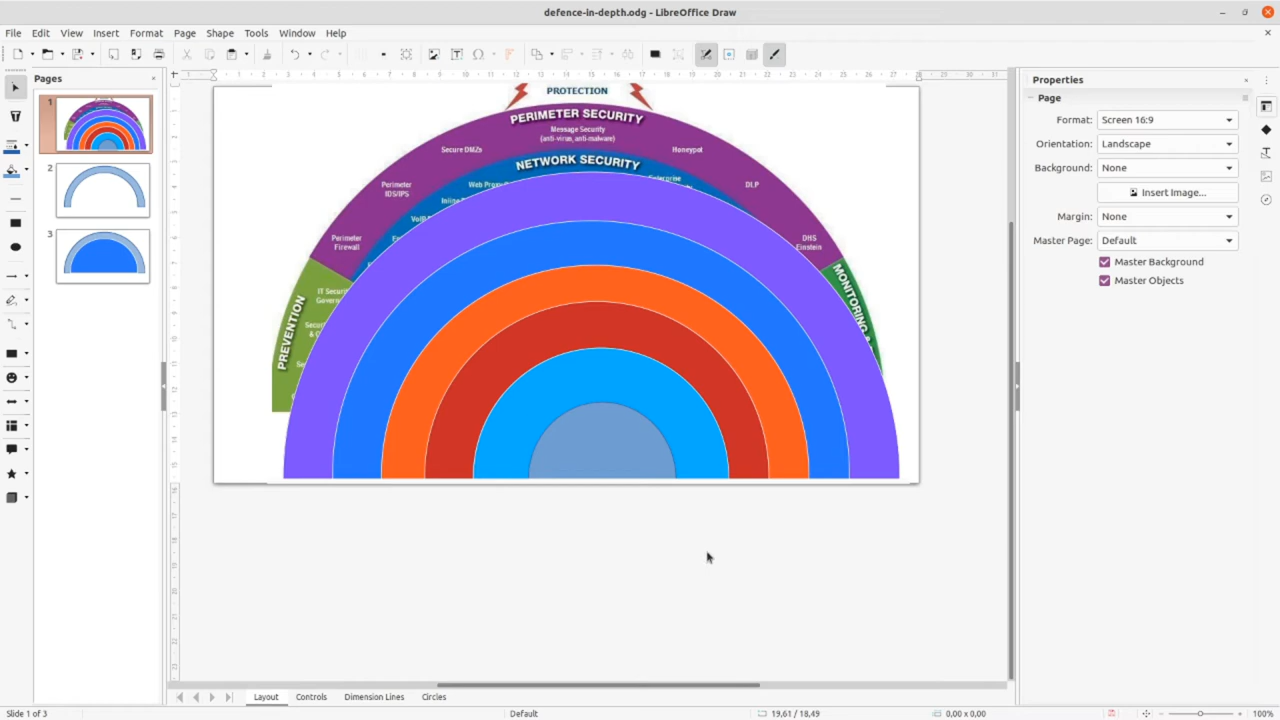 defence-in-depth.odg - LibreOffice Draw
File Edit View Insert Format Page Shape Tools Window Help
Pages
1
2
3
PROTECTION
PERIMETER SECURITY
Message Security
(anti-virus, anti-malware)
Secure DMZs
Honeypot
NETWORK SECURITY
Perimeter
IDS/IPS
DLP
Perimeter
Firewall
DHS
Einstein
PREVENTION
MONITORING
Properties
Page
Format: Screen 16:9
Orientation: Landscape
Background: None
Insert Image...
Margin: None
Master Page: Default
Master Background
Master Objects
Layout Controls Dimension Lines Circles
Slide 1 of 3
Default
19,61 / 18,49
0,00 x 0,00
100%